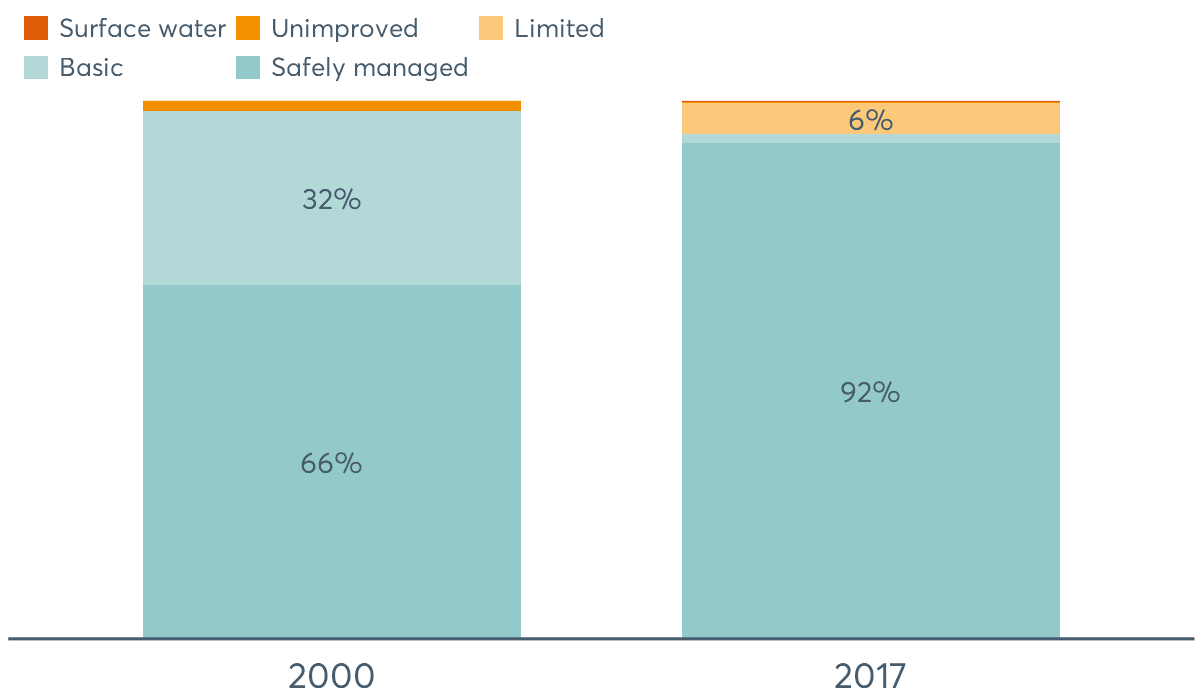 Surface water Unimproved Limited
Basic Safely managed
6%
32%
92%
66%
2000 2017